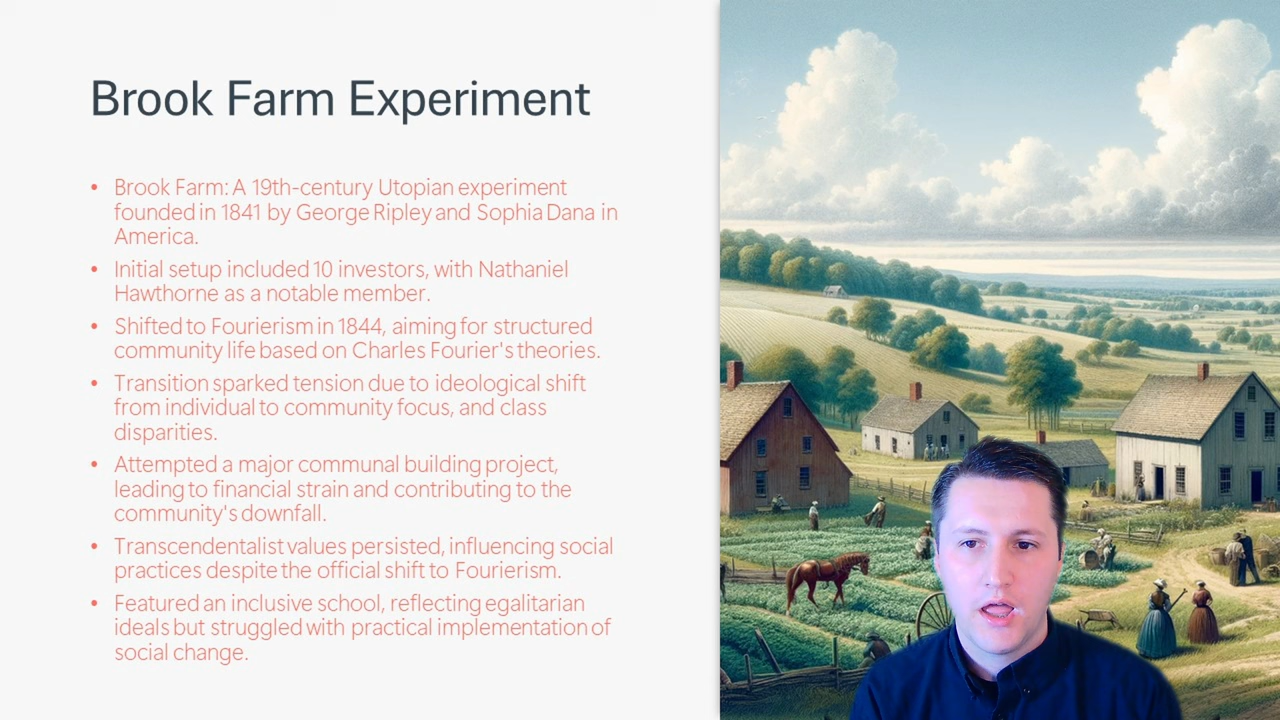 Brook Farm Experiment
• Brook Farm: A 19th-century Utopian experiment
founded in 1841 by George Ripley and Sophia Dana in
America.
• Initial setup included 10 investors, with Nathaniel
Hawthorne as a notable member.
• Shifted to Fourierism in 1844, aiming for structured
community life based on Charles Fourier's theories.
• Transition sparked tension due to ideological shift
from individual to community focus, and class
disparities.
• Attempted a major communal building project,
leading to financial strain and contributing to the
community's downfall.
• Transcendentalist values persisted, influencing social
practices despite the official shift to Fourierism.
• Featured an inclusive school, reflecting egalitarian
ideals but struggled with practical implementation of
social change.